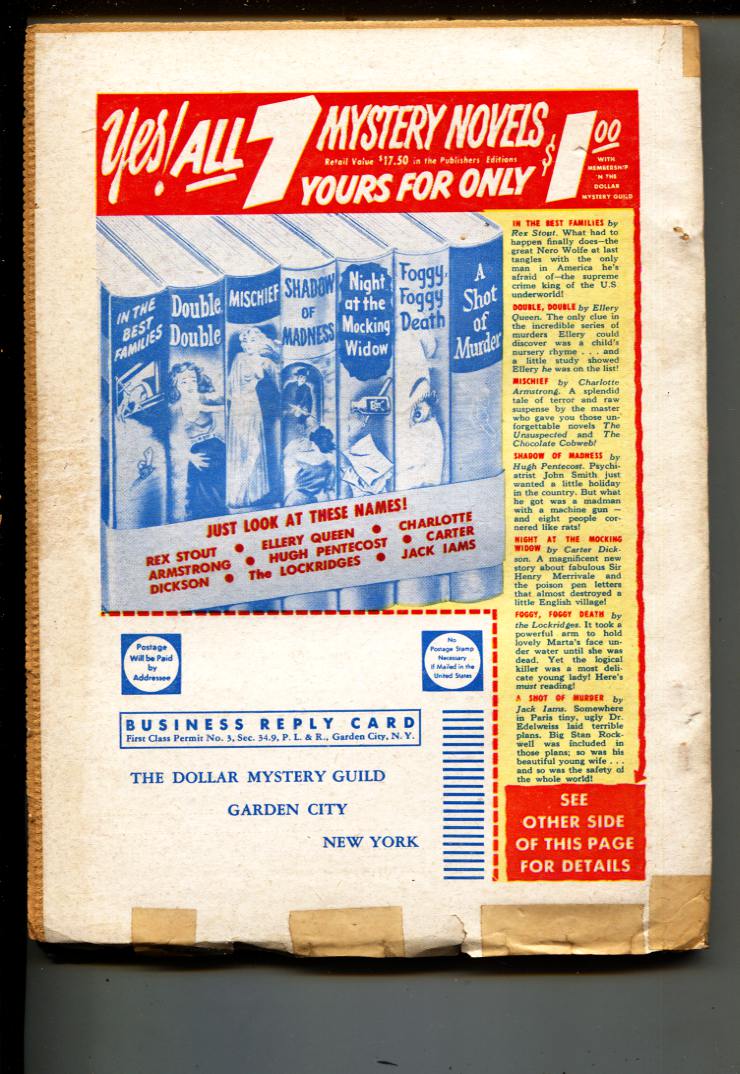 Yes! ALL 7 MYSTERY NOVELS
Retail Value $17.50 in the Publishers Editions
YOURS FOR ONLY $1.00
WITH
MEMBERSHIP
IN THE
DOLLAR
MYSTERY GUILD
IN THE
BEST
FAMILIES
Double,
Double
MISCHIEF
SHADOW
OF
MADNESS
Night
at the
Mocking
Widow
Foggy,
Foggy
Death
A
Shot
of
Murder
JUST LOOK AT THESE NAMES!
REX STOUT • ELLERY QUEEN • CHARLOTTE
ARMSTRONG • HUGH PENTECOST • CARTER
DICKSON • The LOCKRIDGES • JACK IAMS
IN THE BEST FAMILIES by
Rex Stout. What had to
happen finally does—the
great Nero Wolfe at last
tangles with the only
man in America he's
afraid of—the supreme
crime king of the U.S.
underworld!
DOUBLE, DOUBLE by Ellery
Queen. The only clue in
the incredible series of
murders Ellery could
discover was a child's
nursery rhyme . . . and
a little study showed
Ellery he was on the list!
MISCHIEF by Charlotte
Armstrong. A splendid
tale of terror and raw
suspense by the master
who gave you those un-
forgettable novels The
Unsuspected and The
Chocolate Cobweb!
SHADOW OF MADNESS by
Hugh Pentecost. Psychi-
atrist John Smith just
wanted a little holiday
in the country. But what
he got was a madman
with a machine gun —
and eight people cor-
nered like rats!
NIGHT AT THE MOCKING
WIDOW by Carter Dick-
son. A magnificent new
story about fabulous Sir
Henry Merrivale and
the poison pen letters
that almost destroyed a
little English village!
FOGGY, FOGGY DEATH by
the Lockridges. It took a
powerful arm to hold
lovely Marta's face un-
der water until she was
dead. Yet the logical
killer was a most deli-
cate young lady! Here's
must reading!
A SHOT OF MURDER by
Jack Iams. Somewhere
in Paris tiny, ugly Dr.
Edelweiss laid terrible
plans. Big Stan Rock-
well was included in
those plans; so was his
beautiful young wife . . .
and so was the safety of
the whole world!
SEE
OTHER SIDE
OF THIS PAGE
FOR DETAILS
Postage
Will be Paid
by
Addressee
No
Postage Stamp
Necessary
If Mailed in the
United States
BUSINESS REPLY CARD
First Class Permit No. 3, Sec. 34.9, P. L. & R., Garden City, N. Y.
THE DOLLAR MYSTERY GUILD
GARDEN CITY
NEW YORK